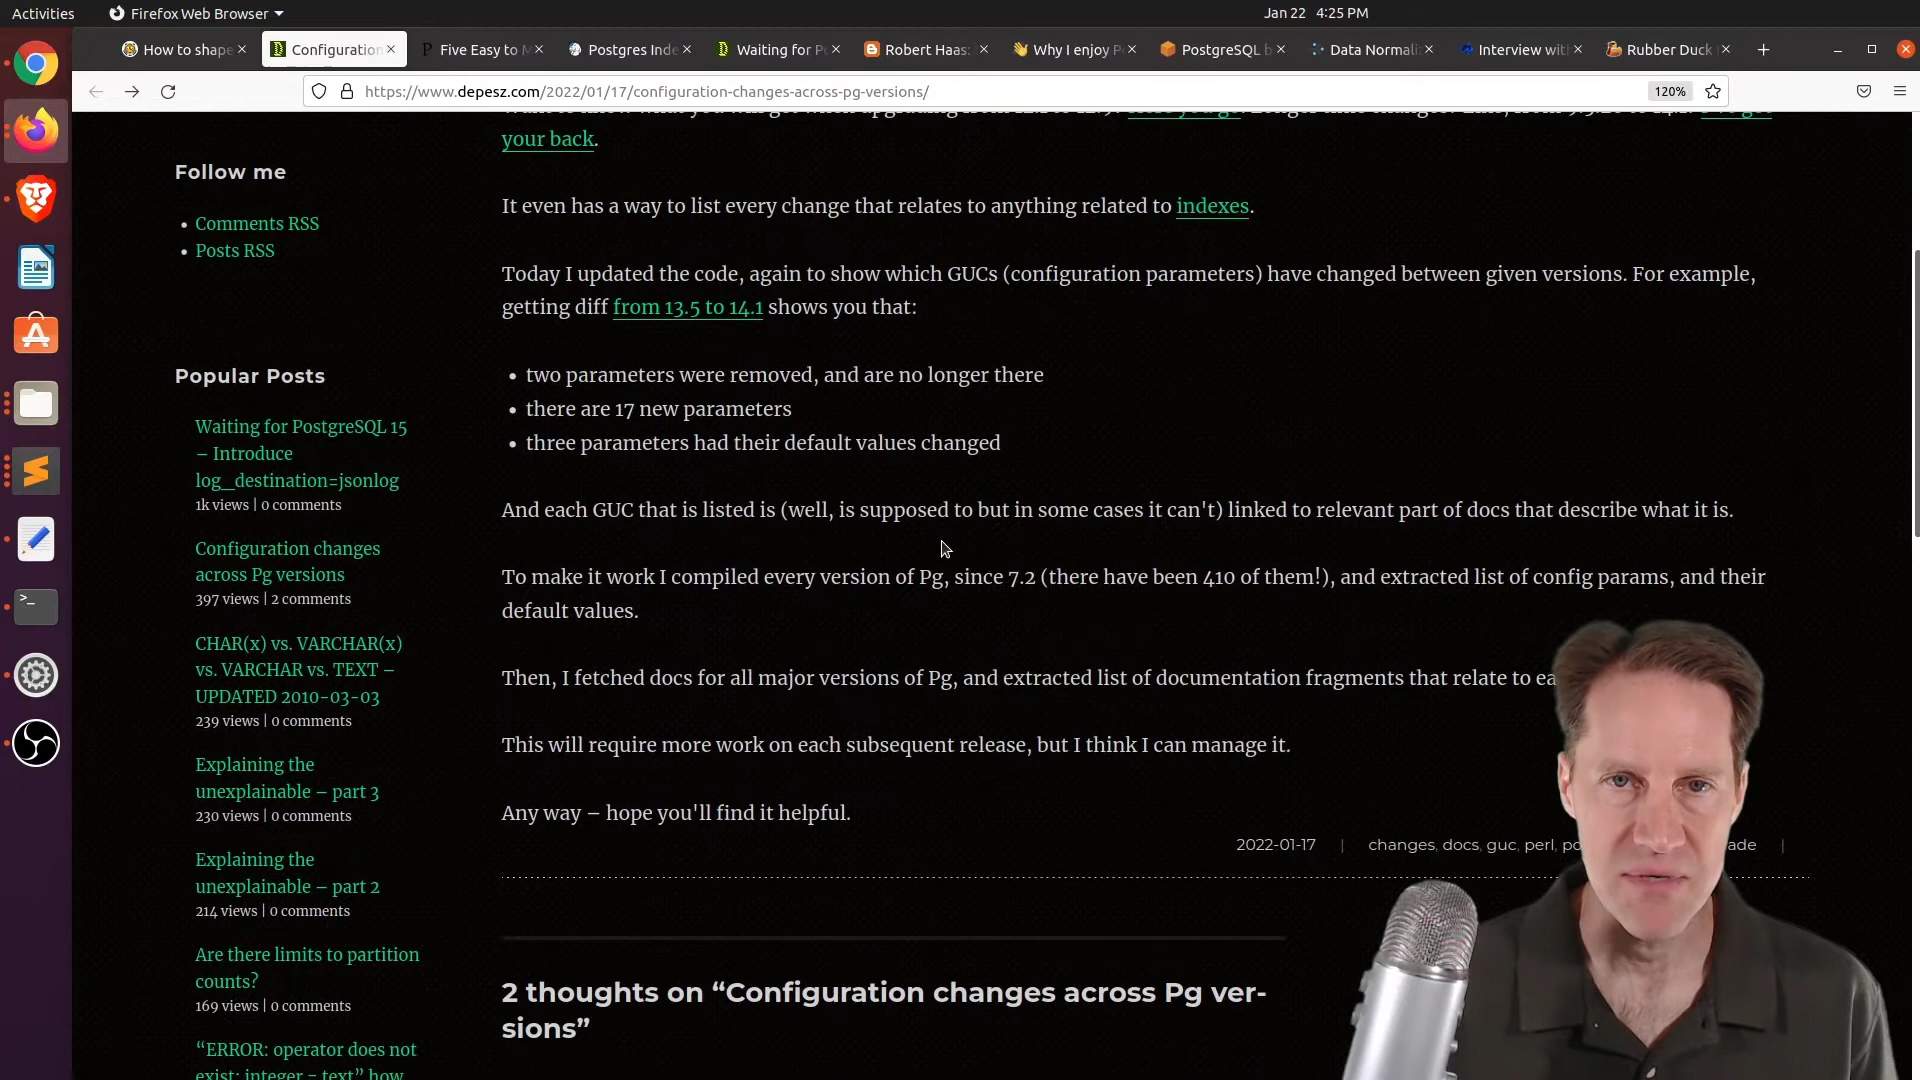 Activities
Firefox Web Browser
Jan 22 4:25 PM
How to shape
Configuration
Five Easy to M
Postgres Inde
Waiting for P
Robert Haas:
Why I enjoy P
PostgreSQL b
Data Normali
Interview wit
Rubber Duck
https://www.depesz.com/2022/01/17/configuration-changes-across-pg-versions/
120%
your back.
It even has a way to list every change that relates to anything related to indexes.
Today I updated the code, again to show which GUCs (configuration parameters) have changed between given versions. For example,
getting diff from 13.5 to 14.1 shows you that:
• two parameters were removed, and are no longer there
• there are 17 new parameters
• three parameters had their default values changed
And each GUC that is listed is (well, is supposed to but in some cases it can't) linked to relevant part of docs that describe what it is.
To make it work I compiled every version of Pg, since 7.2 (there have been 410 of them!), and extracted list of config params, and their
default values.
Then, I fetched docs for all major versions of Pg, and extracted list of documentation fragments that relate to ea
This will require more work on each subsequent release, but I think I can manage it.
Any way – hope you'll find it helpful.
2022-01-17 | changes, docs, guc, perl, po ade |
2 thoughts on “Configuration changes across Pg ver-
sions”
Follow me
• Comments RSS
• Posts RSS
Popular Posts
Waiting for PostgreSQL 15
– Introduce
log_destination=jsonlog
1k views | 0 comments
Configuration changes
across Pg versions
397 views | 2 comments
CHAR(x) vs. VARCHAR(x)
vs. VARCHAR vs. TEXT –
UPDATED 2010-03-03
239 views | 0 comments
Explaining the
unexplainable – part 3
230 views | 0 comments
Explaining the
unexplainable – part 2
214 views | 0 comments
Are there limits to partition
counts?
169 views | 0 comments
“ERROR: operator does not
exist: integer = text” how